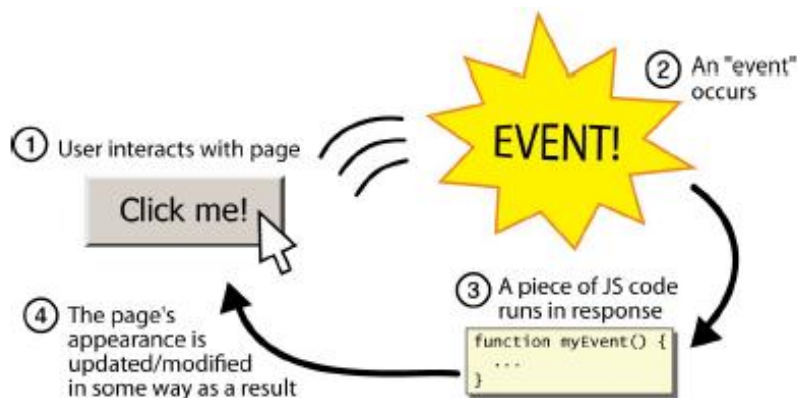 1 User interacts with page
Click me!
EVENT!
2 An "event"
occurs
3 A piece of JS code
runs in response
function myEvent() {
...
}
4 The page's
appearance is
updated/modified
in some way as a result